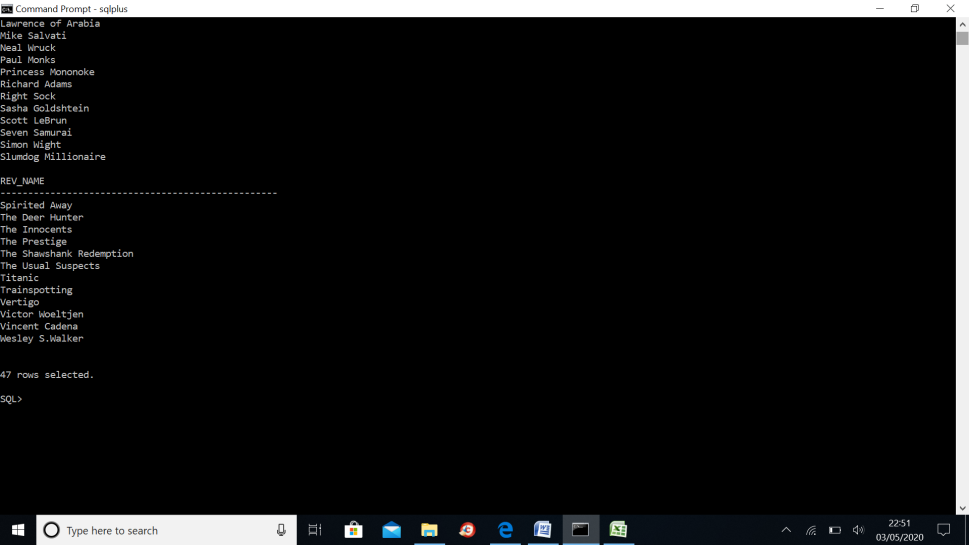 Command Prompt - sqlplus
Lawrence of Arabia
Mike Salvati
Neal Wruck
Paul Monks
Princess Mononoke
Richard Adams
Right Sock
Sasha Goldshtein
Scott LeBrun
Seven Samurai
Simon Wight
Slumdog Millionaire
REV_NAME
--------------------------------------------------
Spirited Away
The Deer Hunter
The Innocents
The Prestige
The Shawshank Redemption
The Usual Suspects
Titanic
Trainspotting
Vertigo
Victor Woeltjen
Vincent Cadena
Wesley S.Walker
47 rows selected.
SQL>
Type here to search
22:51
03/05/2020